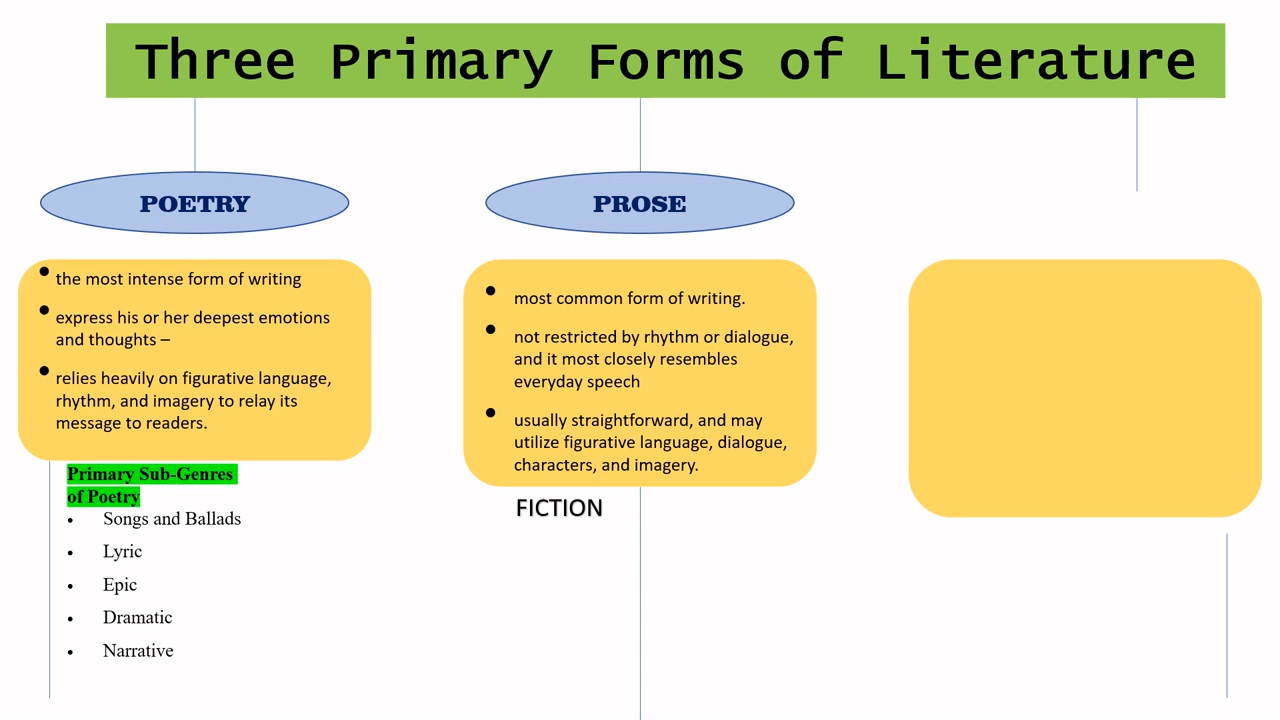 Three Primary Forms of Literature
POETRY
• the most intense form of writing
• express his or her deepest emotions
and thoughts –
• relies heavily on figurative language,
rhythm, and imagery to relay its
message to readers.
Primary Sub-Genres
of Poetry
• Songs and Ballads
• Lyric
• Epic
• Dramatic
• Narrative
PROSE
• most common form of writing.
• not restricted by rhythm or dialogue,
and it most closely resembles
everyday speech
• usually straightforward, and may
utilize figurative language, dialogue,
characters, and imagery.
FICTION